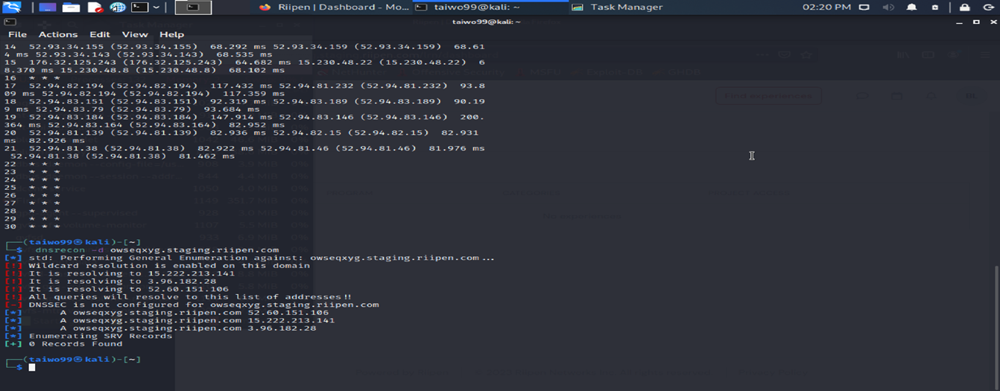 Riipen | Dashboard - Mo...
taiwo99@kali: ~
Task Manager
02:20 PM
taiwo99@kali: ~
File Actions Edit View Help
14 52.93.34.155 (52.93.34.155) 68.292 ms 52.93.34.159 (52.93.34.159) 68.61
4 ms 52.93.34.143 (52.93.34.143) 68.535 ms
15 176.32.125.243 (176.32.125.243) 64.682 ms 15.230.48.22 (15.230.48.22) 6
8.370 ms 15.230.48.8 (15.230.48.8) 68.102 ms
16 * * *
17 52.94.82.194 (52.94.82.194) 117.432 ms 52.94.81.232 (52.94.81.232) 93.8
09 ms 52.94.82.194 (52.94.82.194) 117.359 ms
18 52.94.83.151 (52.94.83.151) 92.319 ms 52.94.83.189 (52.94.83.189) 90.19
9 ms 52.94.83.79 (52.94.83.79) 93.684 ms
19 52.94.83.184 (52.94.83.184) 147.914 ms 52.94.83.146 (52.94.83.146) 200.
364 ms 52.94.83.164 (52.94.83.164) 82.952 ms
20 52.94.81.139 (52.94.81.139) 82.936 ms 52.94.82.15 (52.94.82.15) 82.931
ms 82.926 ms
21 52.94.81.38 (52.94.81.38) 82.922 ms 52.94.81.46 (52.94.81.46) 81.976 ms
52.94.81.38 (52.94.81.38) 81.462 ms
22 * * *
23 * * *
24 * * *
25 * * *
26 * * *
27 * * *
28 * * *
29 * * *
30 * * *
┌──(taiwo99㉿kali)-[~]
└─$ dnsrecon -d owseqxyg.staging.riipen.com
[*] std: Performing General Enumeration against: owseqxyg.staging.riipen.com...
[!] Wildcard resolution is enabled on this domain
[!] It is resolving to 15.222.213.141
[!] It is resolving to 3.96.182.28
[!] It is resolving to 52.60.151.106
[!] All queries will resolve to this list of addresses!!
[-] DNSSEC is not configured for owseqxyg.staging.riipen.com
[*] A owseqxyg.staging.riipen.com 52.60.151.106
[*] A owseqxyg.staging.riipen.com 15.222.213.141
[*] A owseqxyg.staging.riipen.com 3.96.182.28
[*] Enumerating SRV Records
[+] 0 Records Found
┌──(taiwo99㉿kali)-[~]
└─$